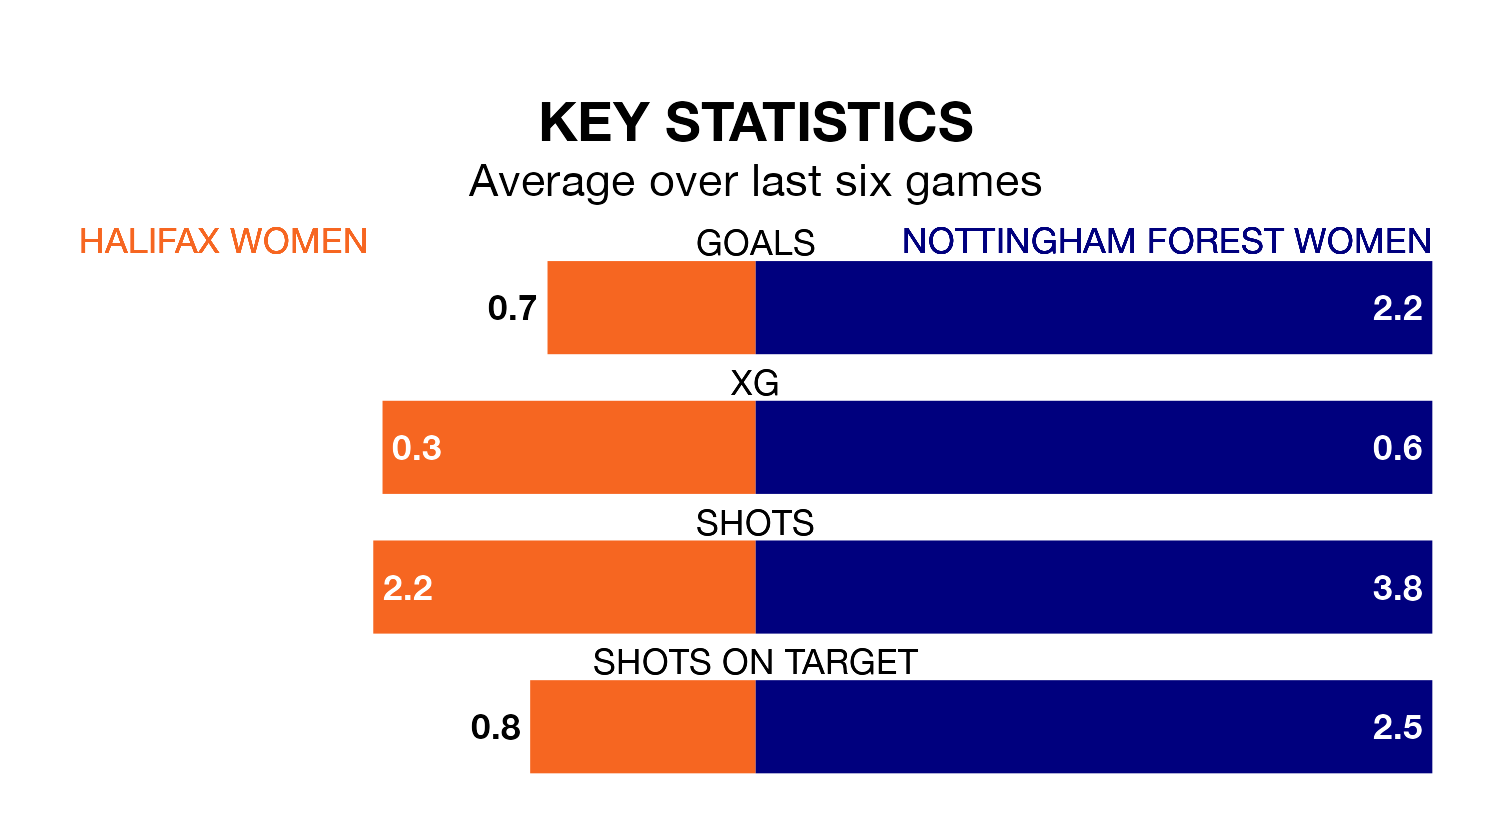 KEY STATISTICS
Average over last six games
HALIFAX WOMEN
GOALS
NOTTINGHAM FOREST WOMEN
0.7
2.2
XG
0.3
0.6
SHOTS
2.2
3.8
SHOTS ON TARGET
0.8
2.5